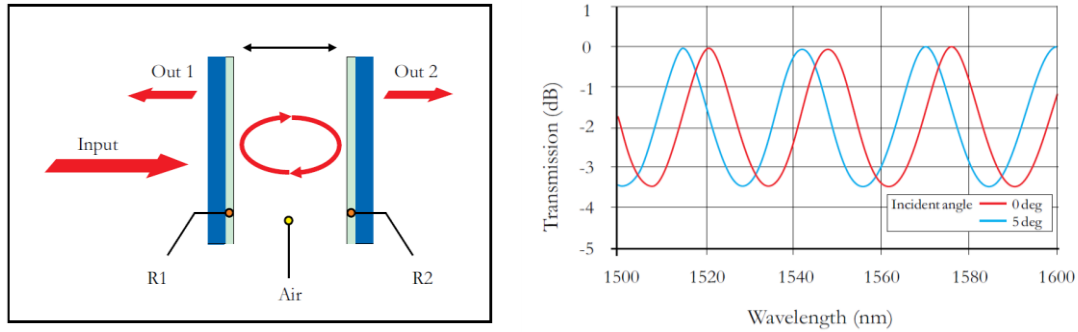 Out 1
Out 2
Input
R1
R2
Air
Transmission (dB)
1
0
-1
-2
-3
-4
-5
Incident angle
0 deg
5 deg
1500
1520
1540
1560
1580
1600
Wavelength (nm)